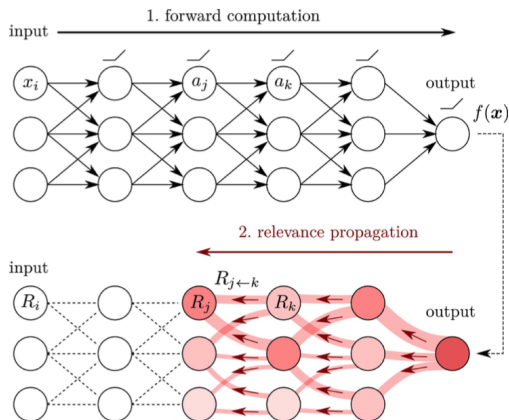 1. forward computation
input
x_i
a_j
a_k
output
f(x)
2. relevance propagation
input
R_{j←k}
R_i
R_j
R_k
output